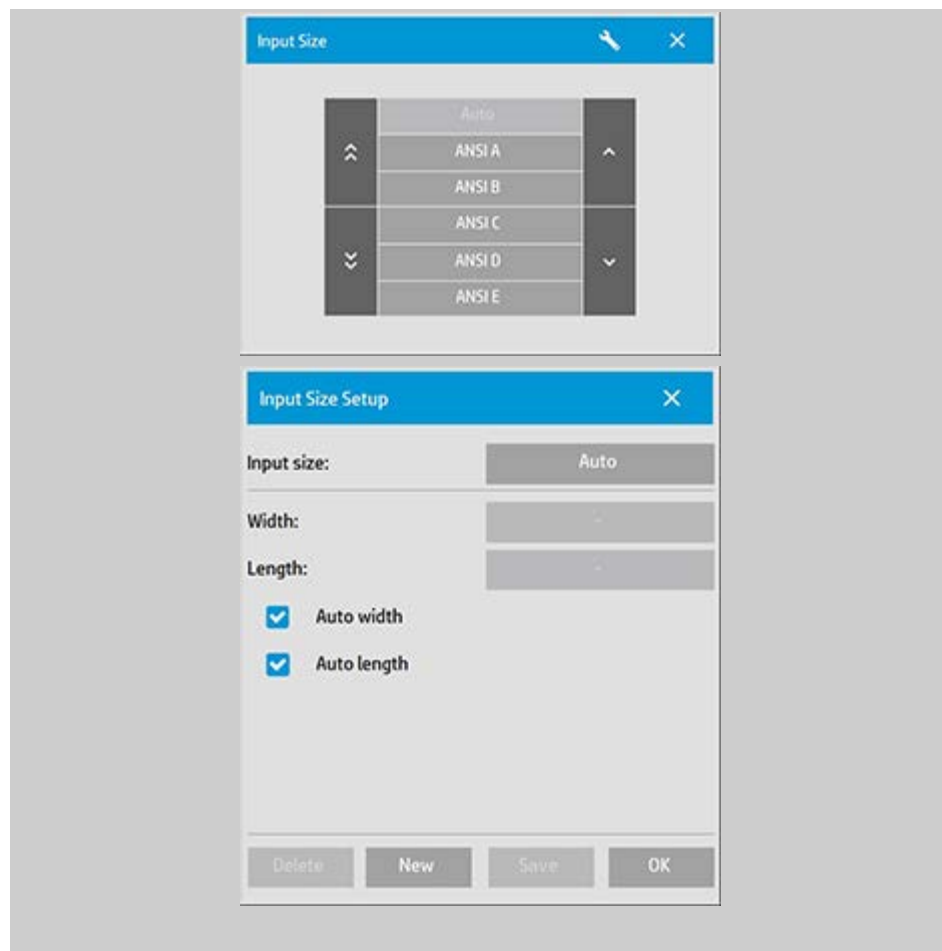 Input Size
Auto
ANSI A
ANSI B
ANSI C
ANSI D
ANSI E
Input Size Setup
Input size: Auto
Width: -
Length: -
Auto width
Auto length
Delete New Save OK